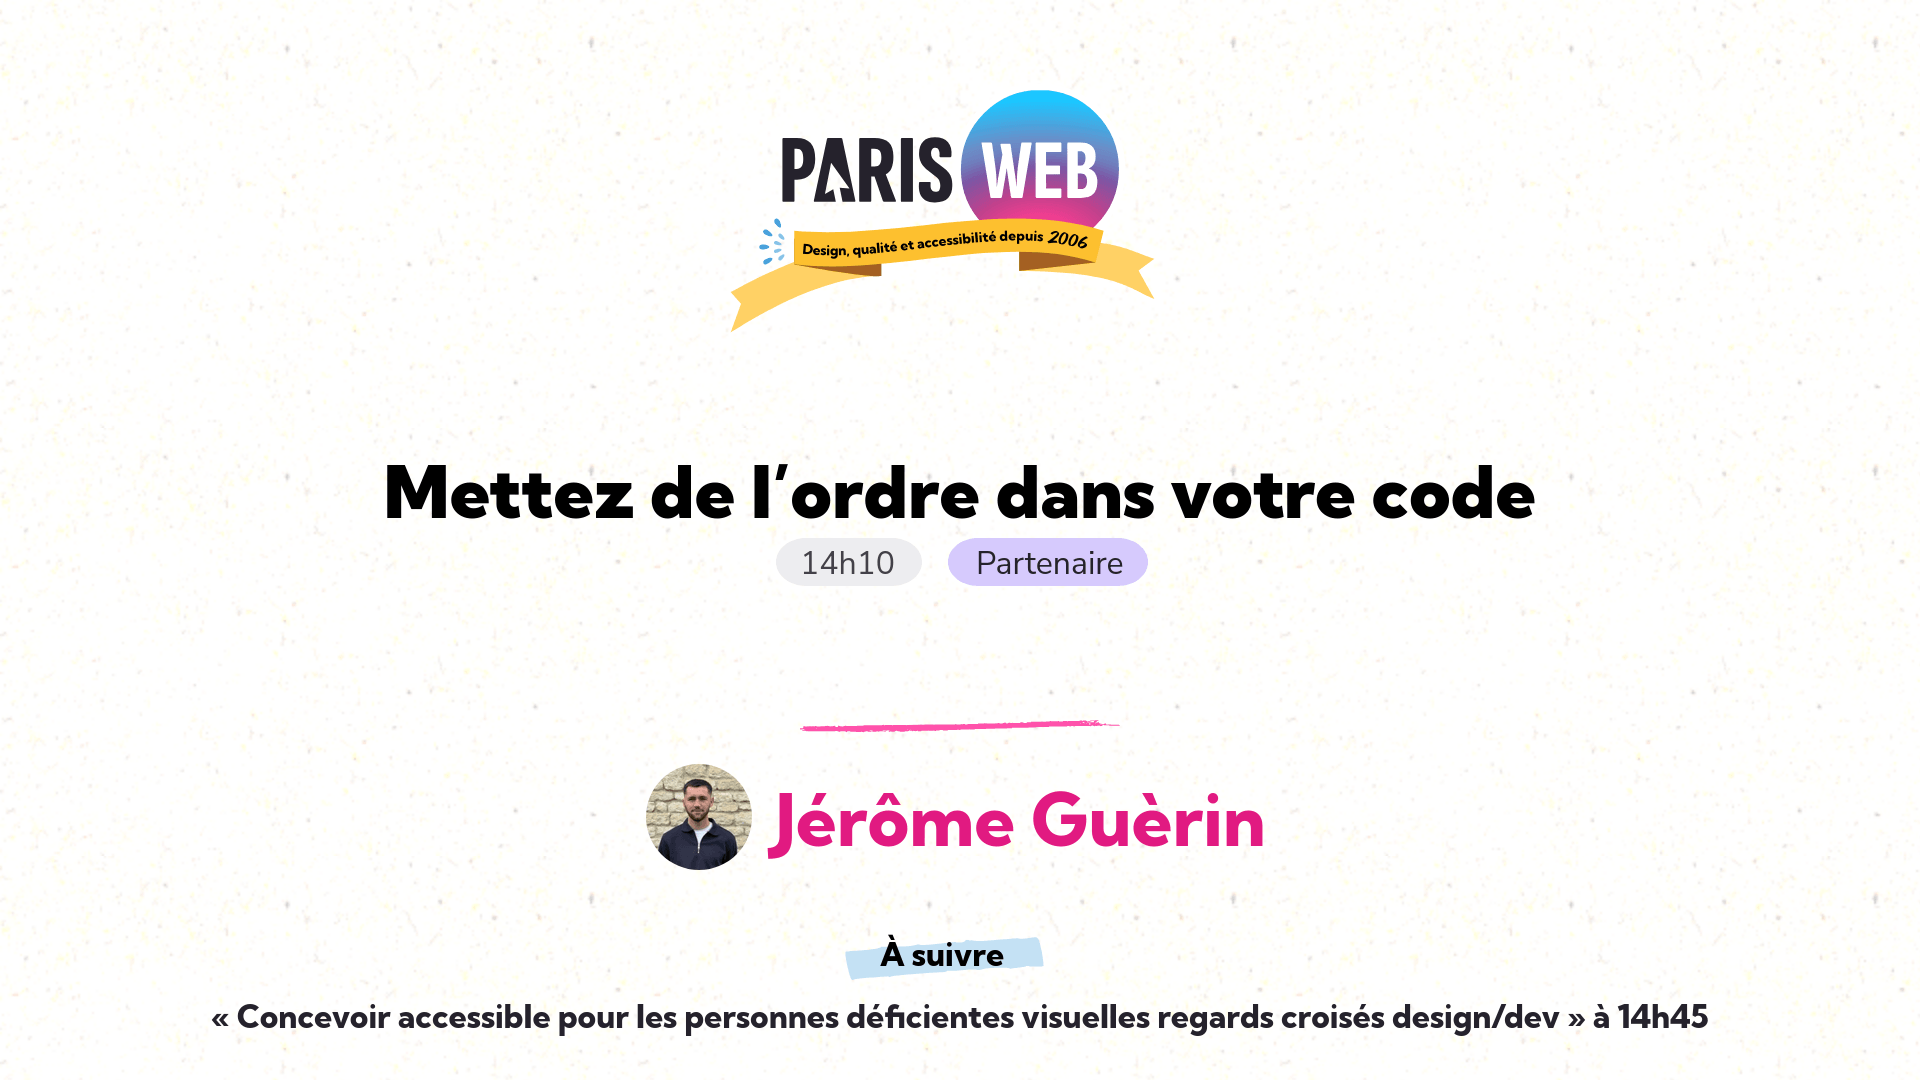 PARIS WEB
Design, qualité et accessibilité depuis 2006
Mettez de l’ordre dans votre code
14h10 Partenaire
Jérôme Guèrin
À suivre
« Concevoir accessible pour les personnes déficientes visuelles regards croisés design/dev » à 14h45